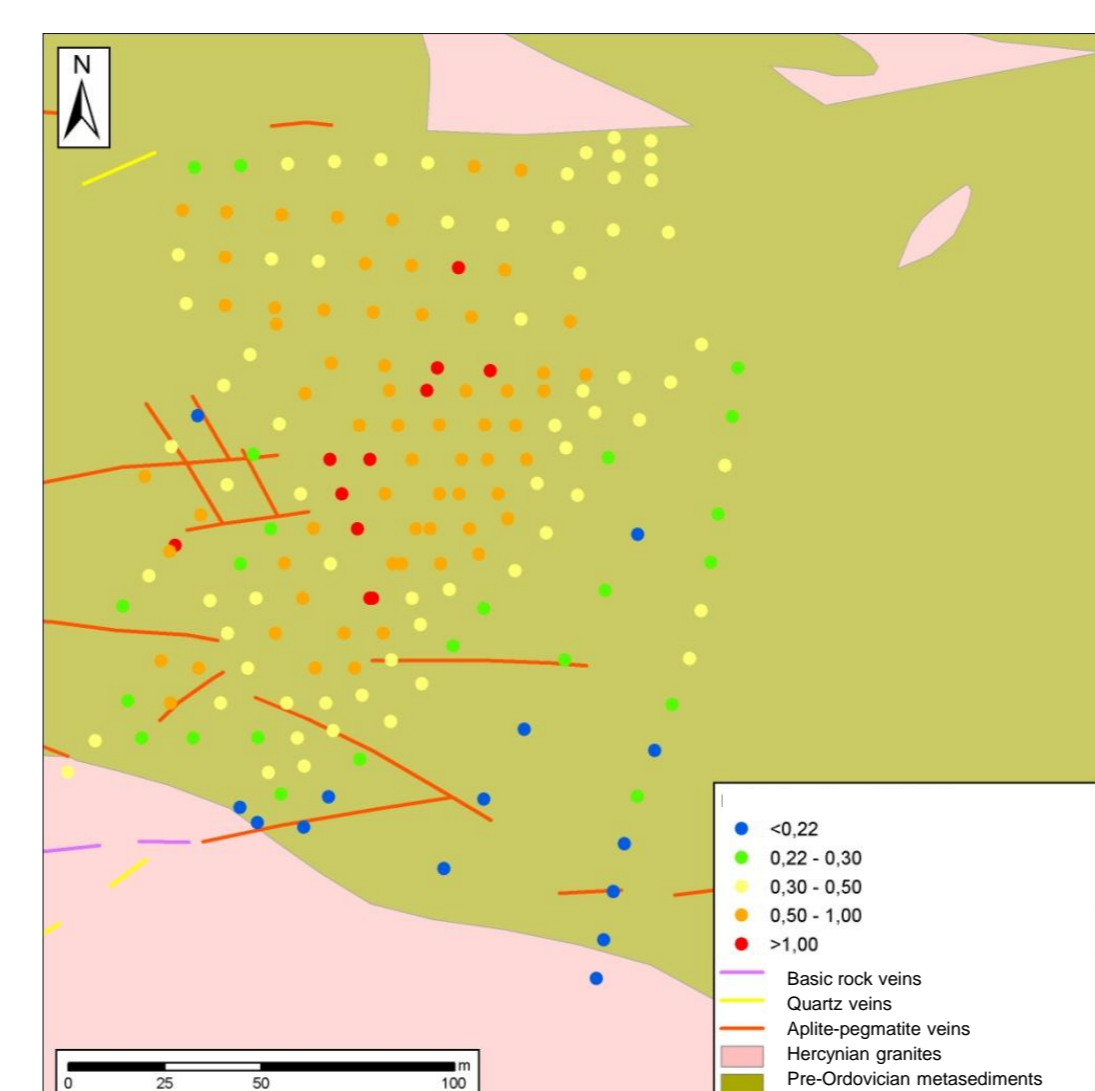 N
<0,22
0,22 - 0,30
0,30 - 0,50
0,50 - 1,00
>1,00
Basic rock veins
Quartz veins
Aplite-pegmatite veins
Hercynian granites
Pre-Ordovician metasediments
m
0 25 50 100